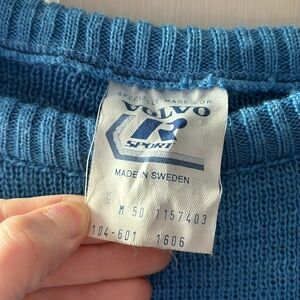 SPECIALLY MADE FOR
VOLVO
R
SPORT
MADE IN SWEDEN
M 50 1157403
104-601 1606